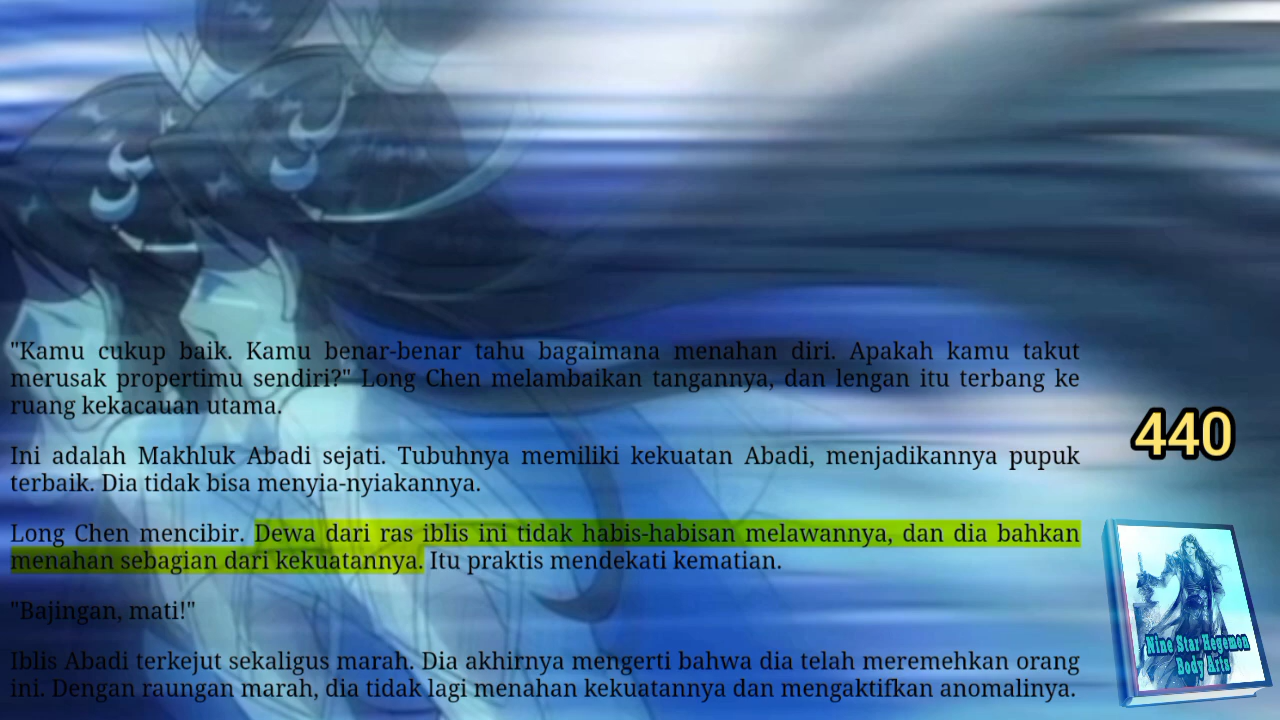 "Kamu cukup baik. Kamu benar-benar tahu bagaimana menahan diri. Apakah kamu takut
merusak propertimu sendiri?" Long Chen melambaikan tangannya, dan lengan itu terbang ke
ruang kekacauan utama.
Ini adalah Makhluk Abadi sejati. Tubuhnya memiliki kekuatan Abadi, menjadikannya pupuk
terbaik. Dia tidak bisa menyia-nyiakannya.
Long Chen mencibir. Dewa dari ras iblis ini tidak habis-habisan melawannya, dan dia bahkan
menahan sebagian dari kekuatannya. Itu praktis mendekati kematian.
"Bajingan, mati!"
Iblis Abadi terkejut sekaligus marah. Dia akhirnya mengerti bahwa dia telah meremehkan orang
ini. Dengan raungan marah, dia tidak lagi menahan kekuatannya dan mengaktifkan anomalinya.
440
Nine Star Hegemon
Body Arts